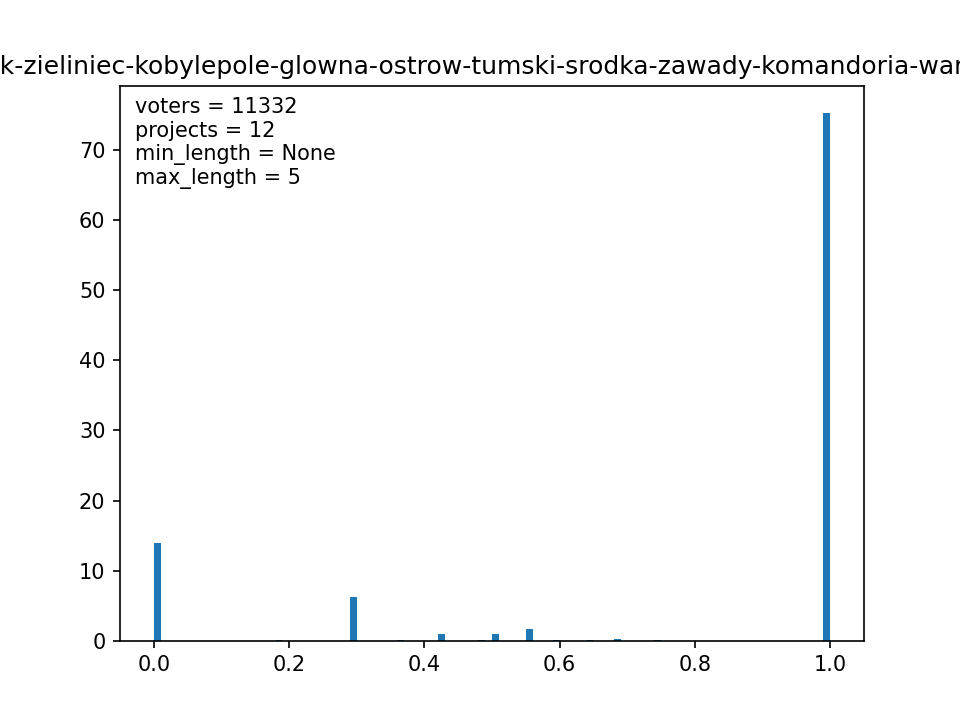 k-zieliniec-kobylepole-glowna-ostrow-tumski-srodka-zawady-komandoria-war
voters = 11332
projects = 12
min_length = None
max_length = 5
70
60
50
40
30
20
10
0
0.0 0.2 0.4 0.6 0.8 1.0